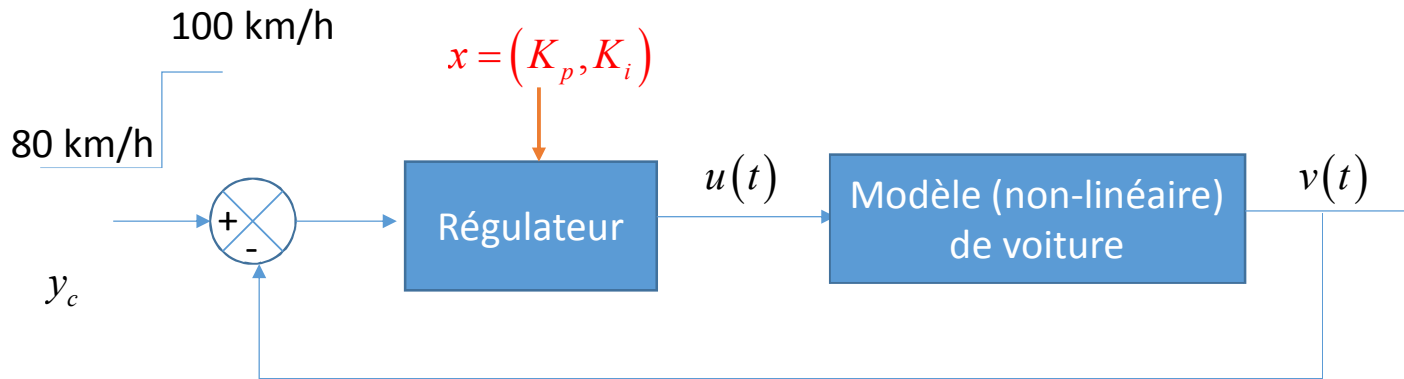 100 km/h
x = (K_p, K_i)
80 km/h
+
-
Régulateur
u(t)
Modèle (non-linéaire)
de voiture
v(t)
y_c